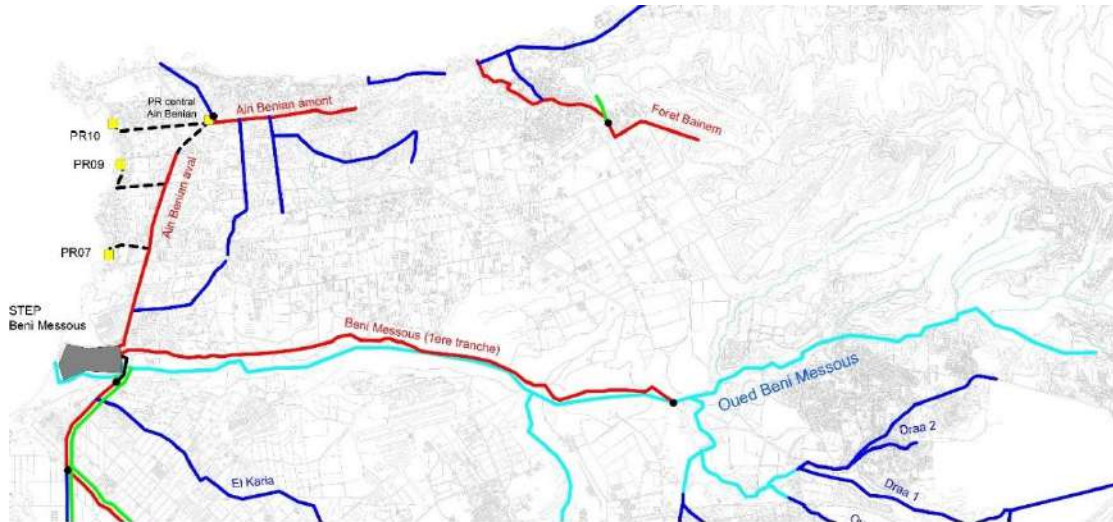 PR central
Ain Benian
Ain Benian amont
PR10
PR09
Ain Benian aval
PR07
Foret Bainem
STEP
Beni Messous
Beni Messous (1ere tranche)
Oued Beni Messous
Draa 2
Draa 1
El Karia